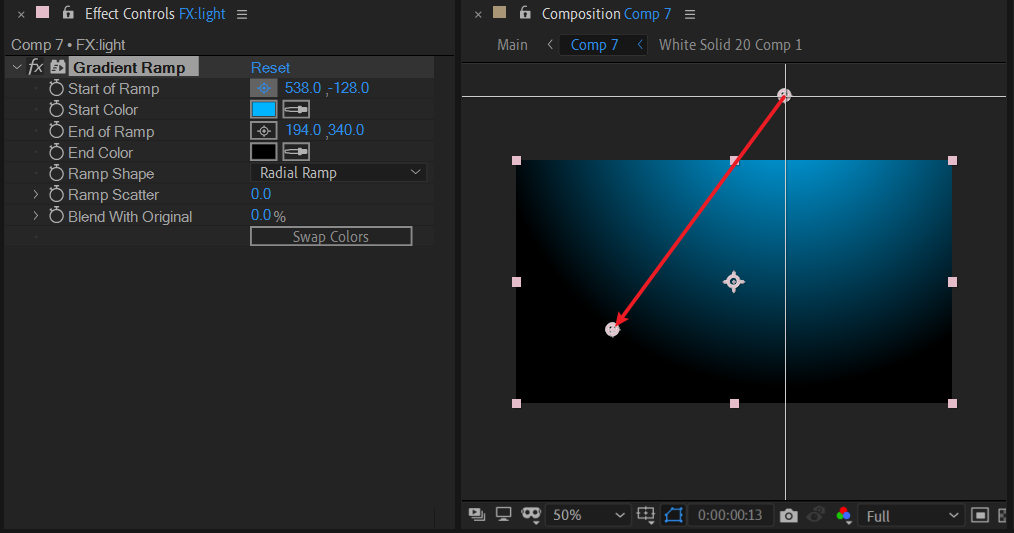 × Effect Controls FX:light ≡
Comp 7 • FX:light
fx Gradient Ramp Reset
Start of Ramp 538.0 ,-128.0
Start Color
End of Ramp 194.0 ,340.0
End Color
Ramp Shape Radial Ramp
Ramp Scatter 0.0
Blend With Original 0.0 %
Swap Colors
× Composition Comp 7 ≡
Main < Comp 7 < White Solid 20 Comp 1
50% 0:00:00:13 Full